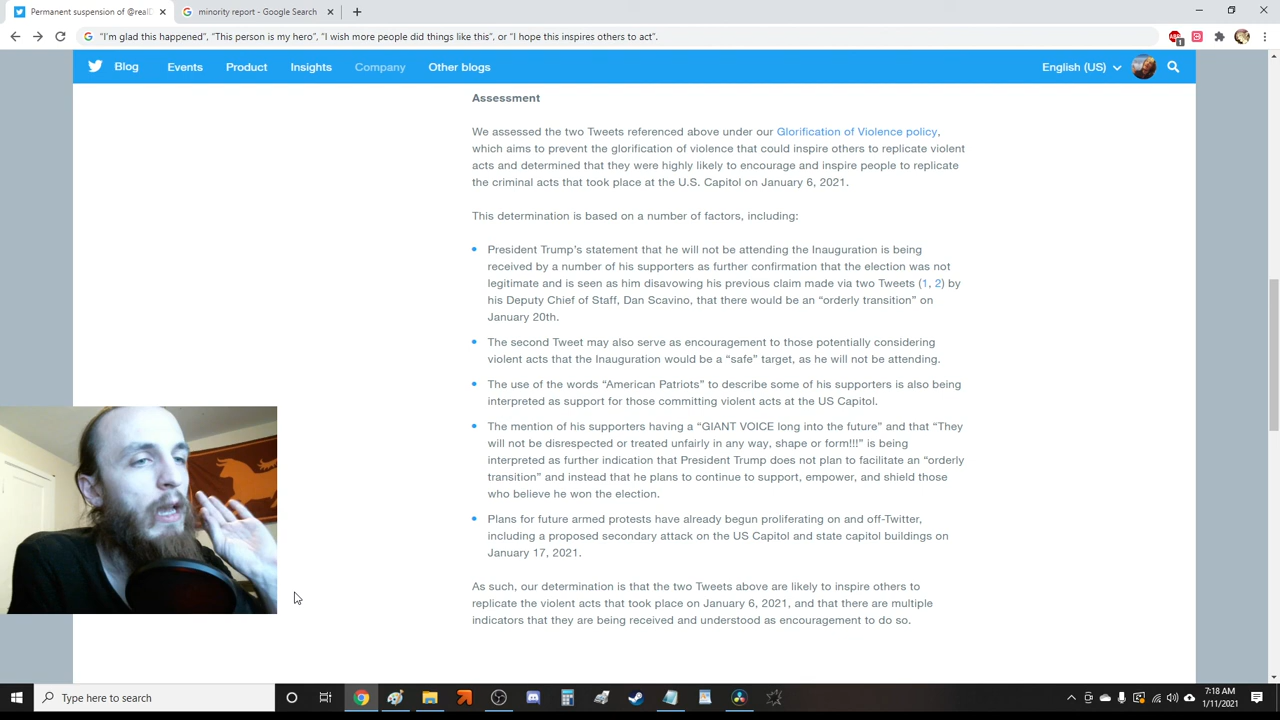 Permanent suspension of @real
minority report - Google Search
"I'm glad this happened", "This person is my hero", "I wish more people did things like this", or "I hope this inspires others to act".
1
Blog
Events
Product
Insights
Company
Other blogs
English (US)
Assessment
We assessed the two Tweets referenced above under our Glorification of Violence policy,
which aims to prevent the glorification of violence that could inspire others to replicate violent
acts and determined that they were highly likely to encourage and inspire people to replicate
the criminal acts that took place at the U.S. Capitol on January 6, 2021.
This determination is based on a number of factors, including:
President Trump's statement that he will not be attending the Inauguration is being
received by a number of his supporters as further confirmation that the election was not
legitimate and is seen as him disavowing his previous claim made via two Tweets (1, 2) by
his Deputy Chief of Staff, Dan Scavino, that there would be an “orderly transition” on
January 20th.
The second Tweet may also serve as encouragement to those potentially considering
violent acts that the Inauguration would be a “safe” target, as he will not be attending.
The use of the words “American Patriots” to describe some of his supporters is also being
interpreted as support for those committing violent acts at the US Capitol.
The mention of his supporters having a “GIANT VOICE long into the future” and that “They
will not be disrespected or treated unfairly in any way, shape or form!!!” is being
interpreted as further indication that President Trump does not plan to facilitate an “orderly
transition” and instead that he plans to continue to support, empower, and shield those
who believe he won the election.
Plans for future armed protests have already begun proliferating on and off-Twitter,
including a proposed secondary attack on the US Capitol and state capitol buildings on
January 17, 2021.
As such, our determination is that the two Tweets above are likely to inspire others to
replicate the violent acts that took place on January 6, 2021, and that there are multiple
indicators that they are being received and understood as encouragement to do so.
Type here to search
7:18 AM
1/11/2021